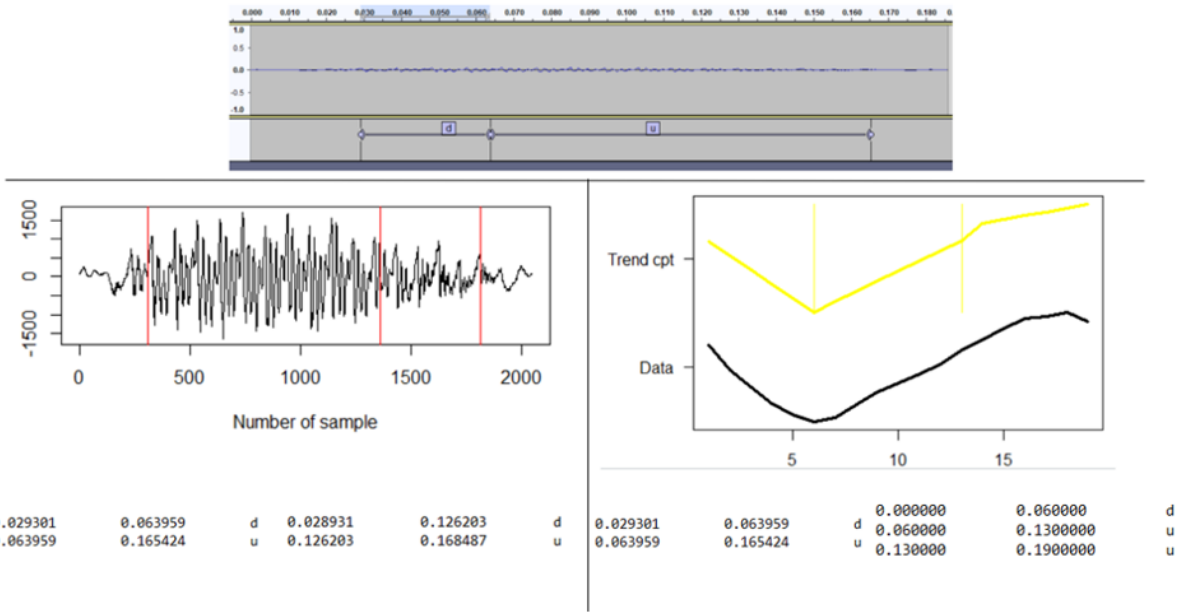 0.000 0.010 0.020 0.030 0.040 0.050 0.060 0.070 0.080 0.090 0.100 0.110 0.120 0.130 0.140 0.150 0.160 0.170 0.180 0.
1.0
0.5
0.0
-0.5
-1.0
d u
1500
0
-1500
0 500 1000 1500 2000
Number of sample
.029301 0.063959 d 0.028931 0.126203 d
.063959 0.165424 u 0.126203 0.168487 u
Trend cpt
Data
5 10 15
0.029301 0.063959 d
0.063959 0.165424 u
0.000000 0.060000 d
0.060000 0.1300000 u
0.130000 0.1900000 u